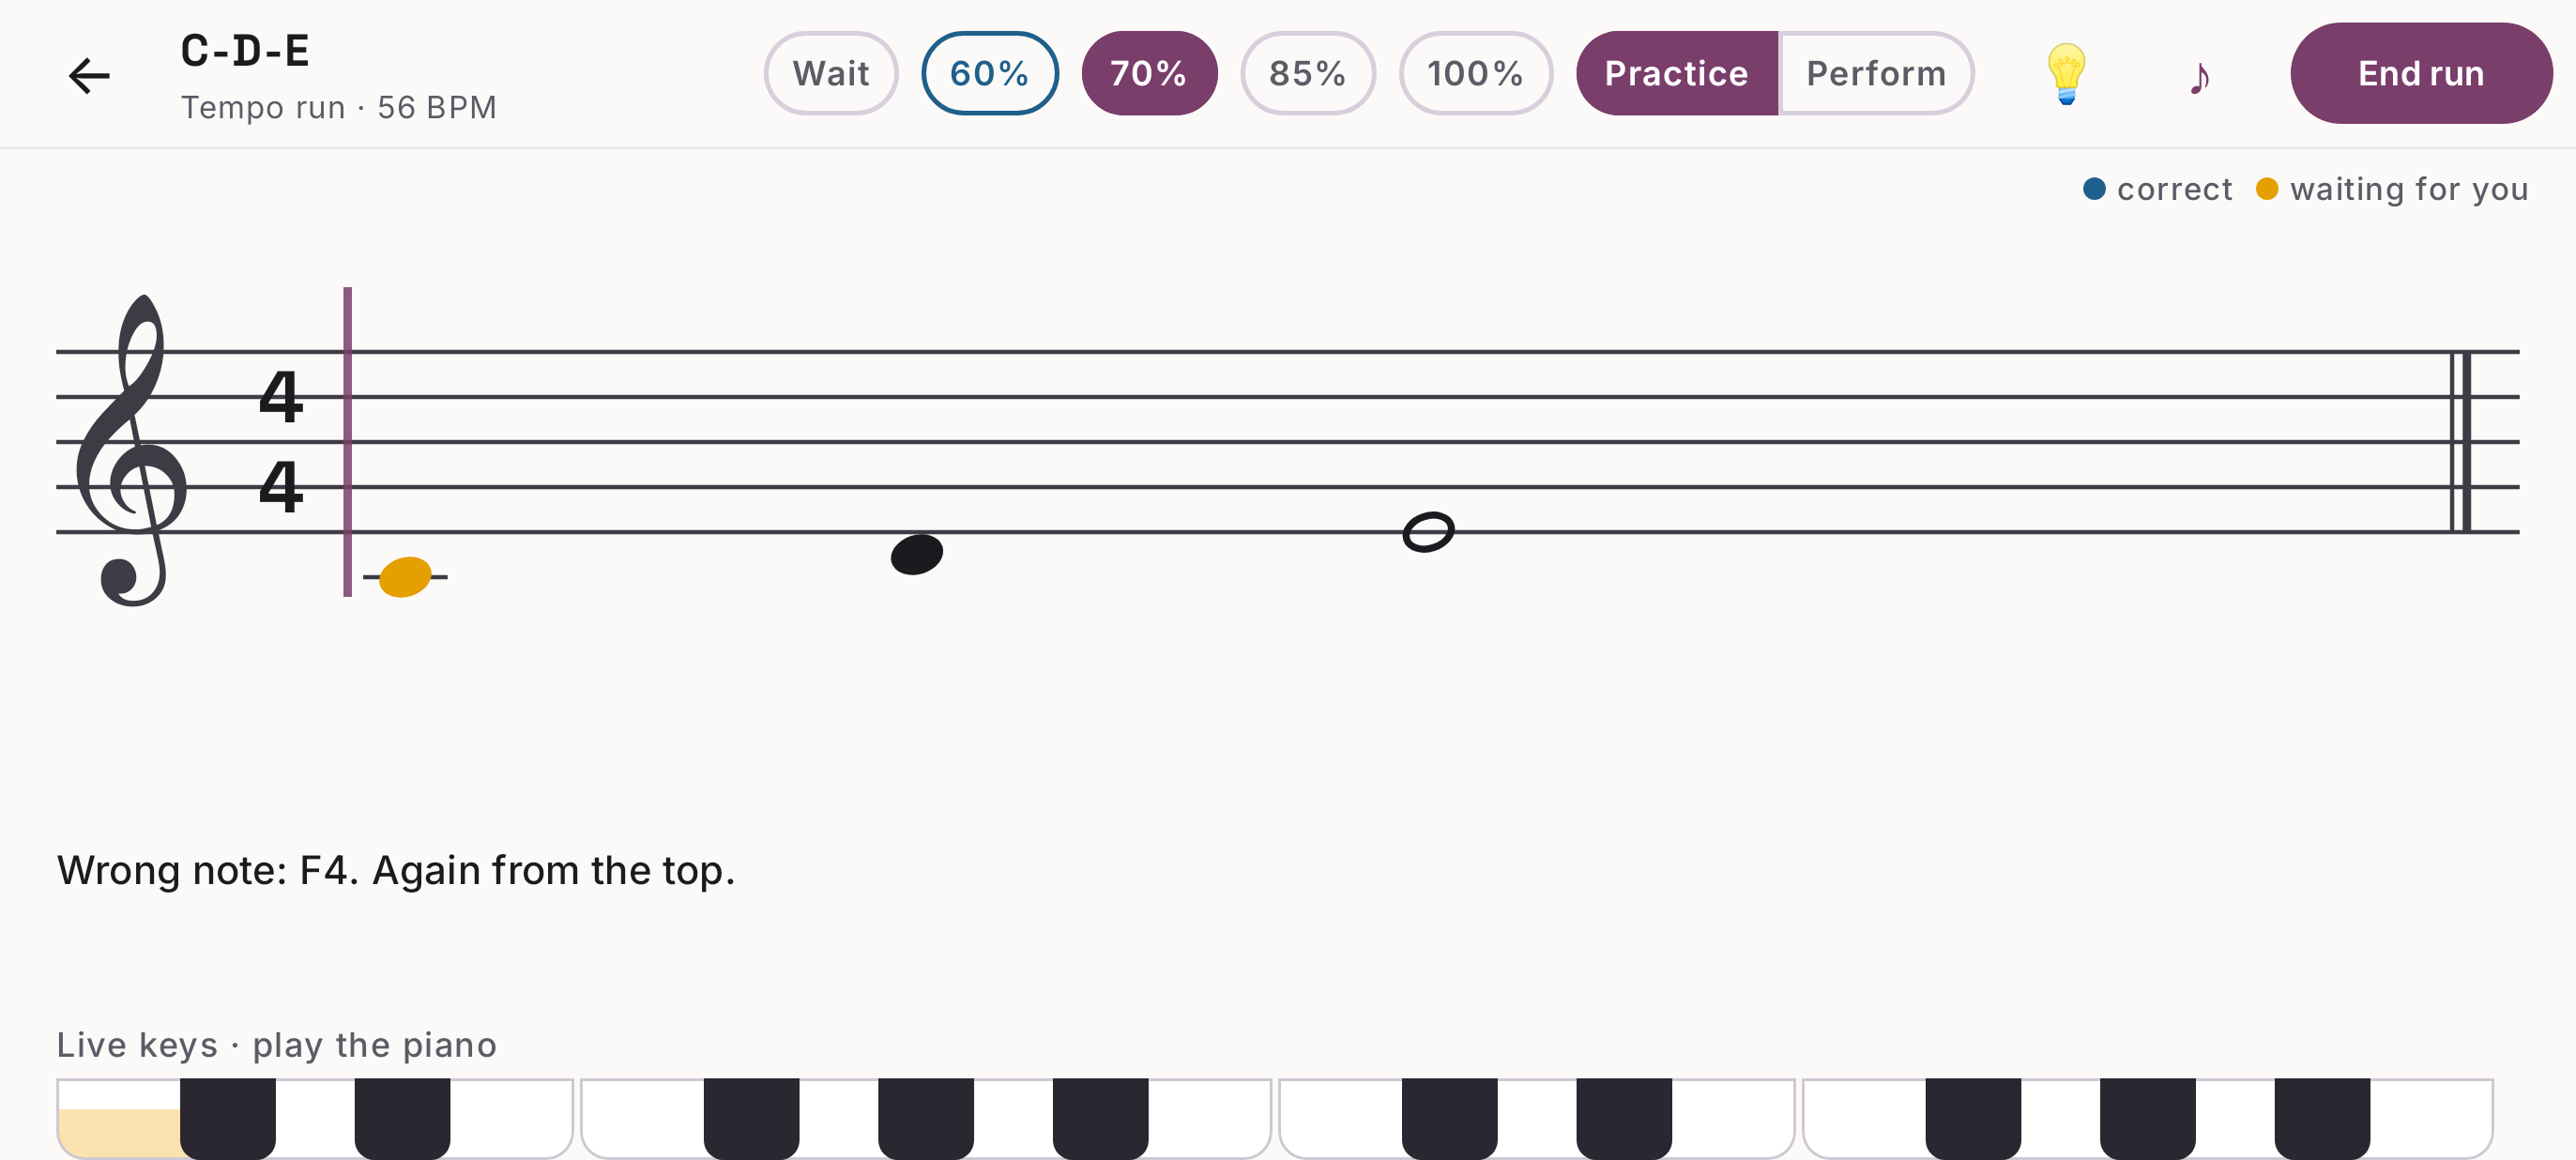 C-D-E
Tempo run · 56 BPM
Wait 60% 70% 85% 100% Practice Perform End run
correct waiting for you
4
4
Wrong note: F4. Again from the top.
Live keys · play the piano